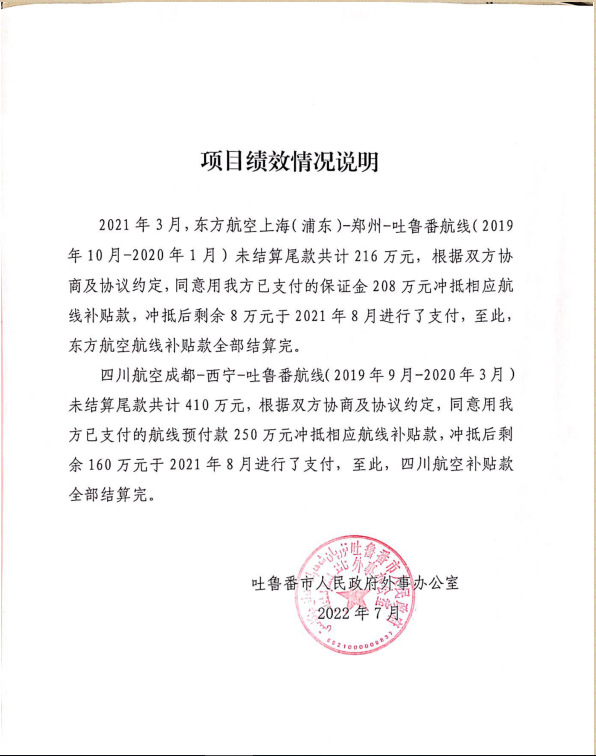 项目绩效情况说明
2021 年 3 月,东方航空上海(浦东)-郑州-吐鲁番航线(2019
年 10 月-2020 年 1 月) 未结算尾款共计 216 万元，根据双方协
商及协议约定,同意用我方已支付的保证金 208 万元冲抵相应航
线补贴款，冲抵后剩余 8 万元于 2021 年 8 月进行了支付，至此,
东方航空航线补贴款全部结算完。
四川航空成都-西宁-吐鲁番航线(2019 年 9 月-2020 年 3 月)
未结算尾款共计 410 万元，根据双方协商及协议约定，同意用我
方已支付的航线预付款 250 万元冲抵相应航线补贴款，冲抵后剩
余 160 万元于 2021 年 8 月进行了支付，至此，四川航空补贴款
全部结算完。
吐鲁番市人民政府外事办公室
2022 年 7 月